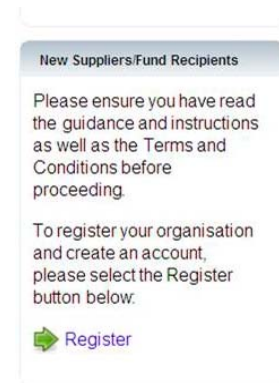 New Suppliers/Fund Recipients
Please ensure you have read
the guidance and instructions
as well as the Terms and
Conditions before
proceeding.
To register your organisation
and create an account,
please select the Register
button below:
Register